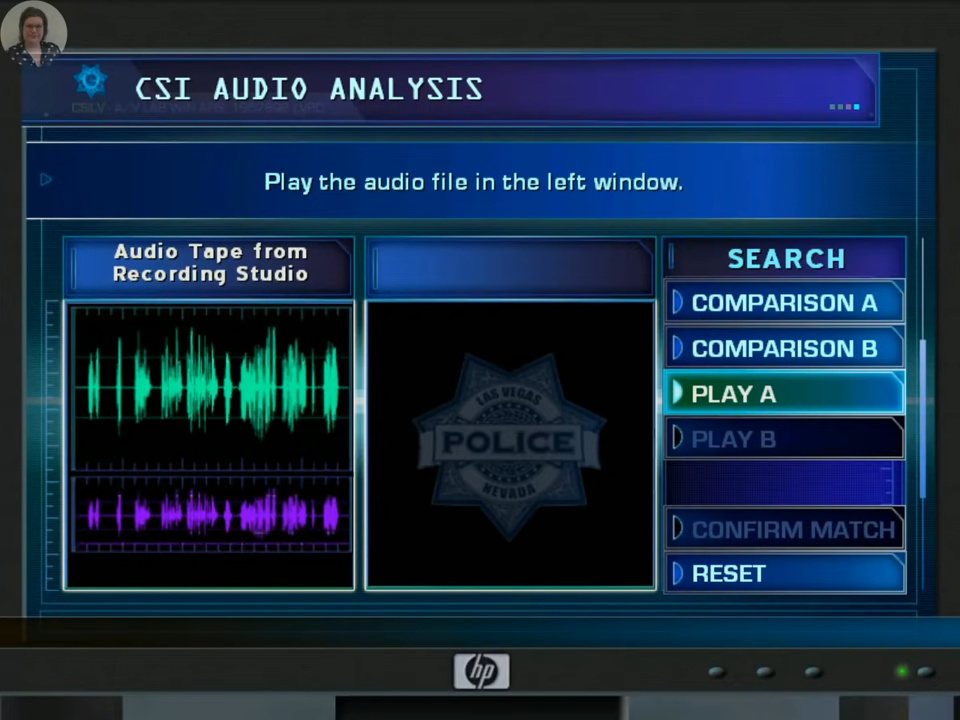 CSI AUDIO ANALYSIS
Play the audio file in the left window.
Audio Tape from
Recording Studio
SEARCH
COMPARISON A
COMPARISON B
PLAY A
PLAY B
CONFIRM MATCH
RESET
LAS VEGAS
POLICE
NEVADA
hp